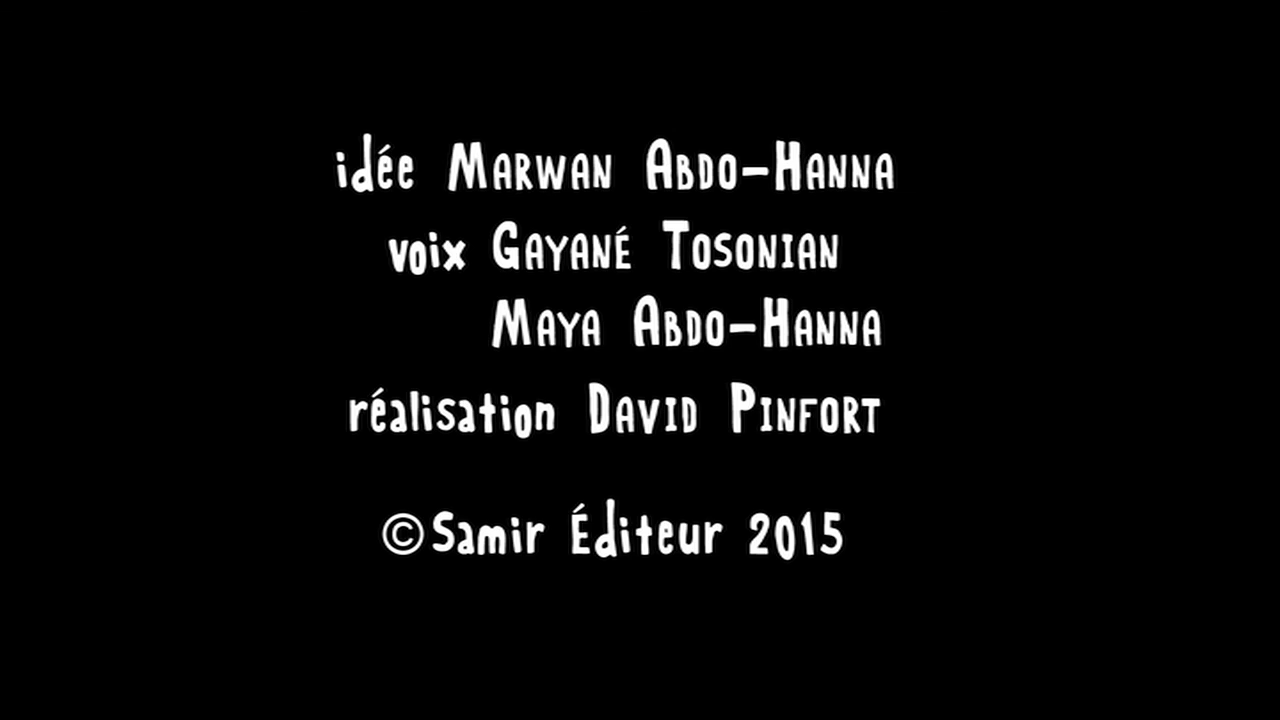 idée Marwan Abdo-Hanna
voix Gayané Tosonian
Maya Abdo-Hanna
réalisation David Pinfort
©Samir Éditeur 2015